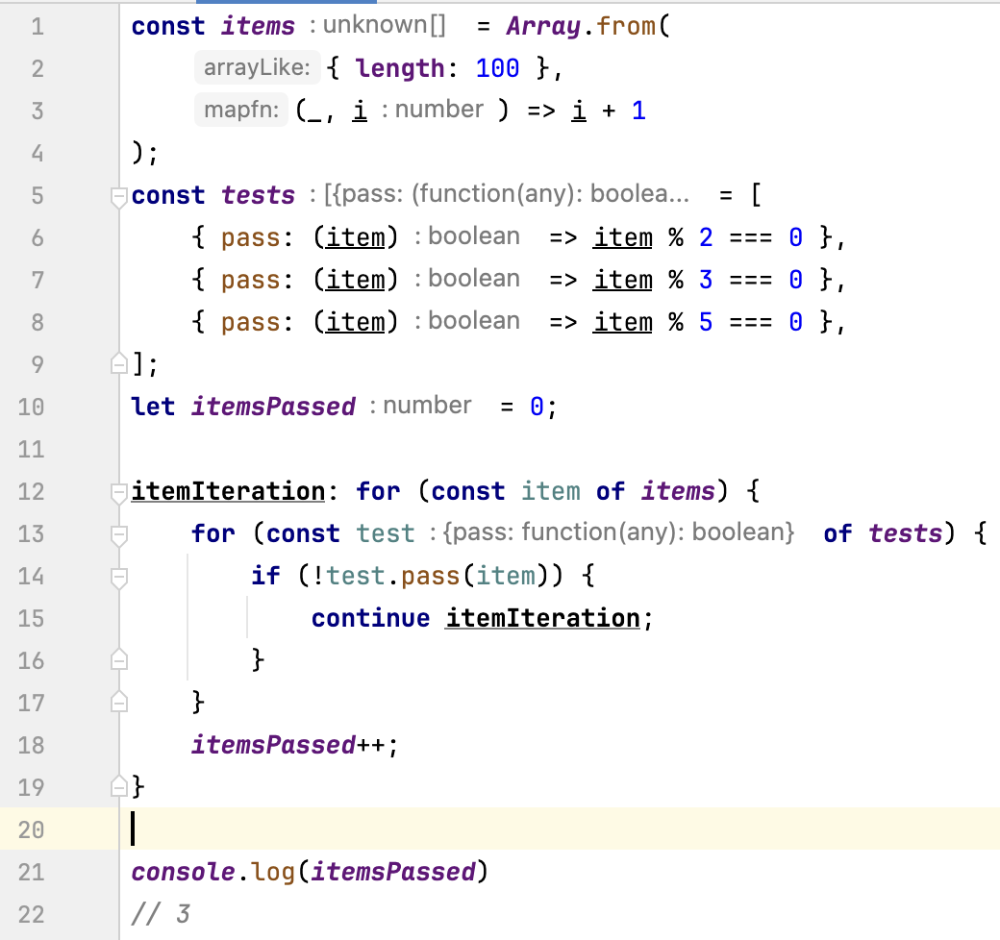 1 const items : unknown[] = Array.from(
2 arrayLike: { length: 100 },
3 mapfn: (_, i : number ) => i + 1
4 );
5 const tests : [{pass: (function(any): boolea... = [
6 { pass: (item) : boolean => item % 2 === 0 },
7 { pass: (item) : boolean => item % 3 === 0 },
8 { pass: (item) : boolean => item % 5 === 0 },
9 ];
10 let itemsPassed : number = 0;
11
12 itemIteration: for (const item of items) {
13 for (const test : {pass: function(any): boolean} of tests) {
14 if (!test.pass(item)) {
15 continue itemIteration;
16 }
17 }
18 itemsPassed++;
19 }
20
21 console.log(itemsPassed)
22 // 3